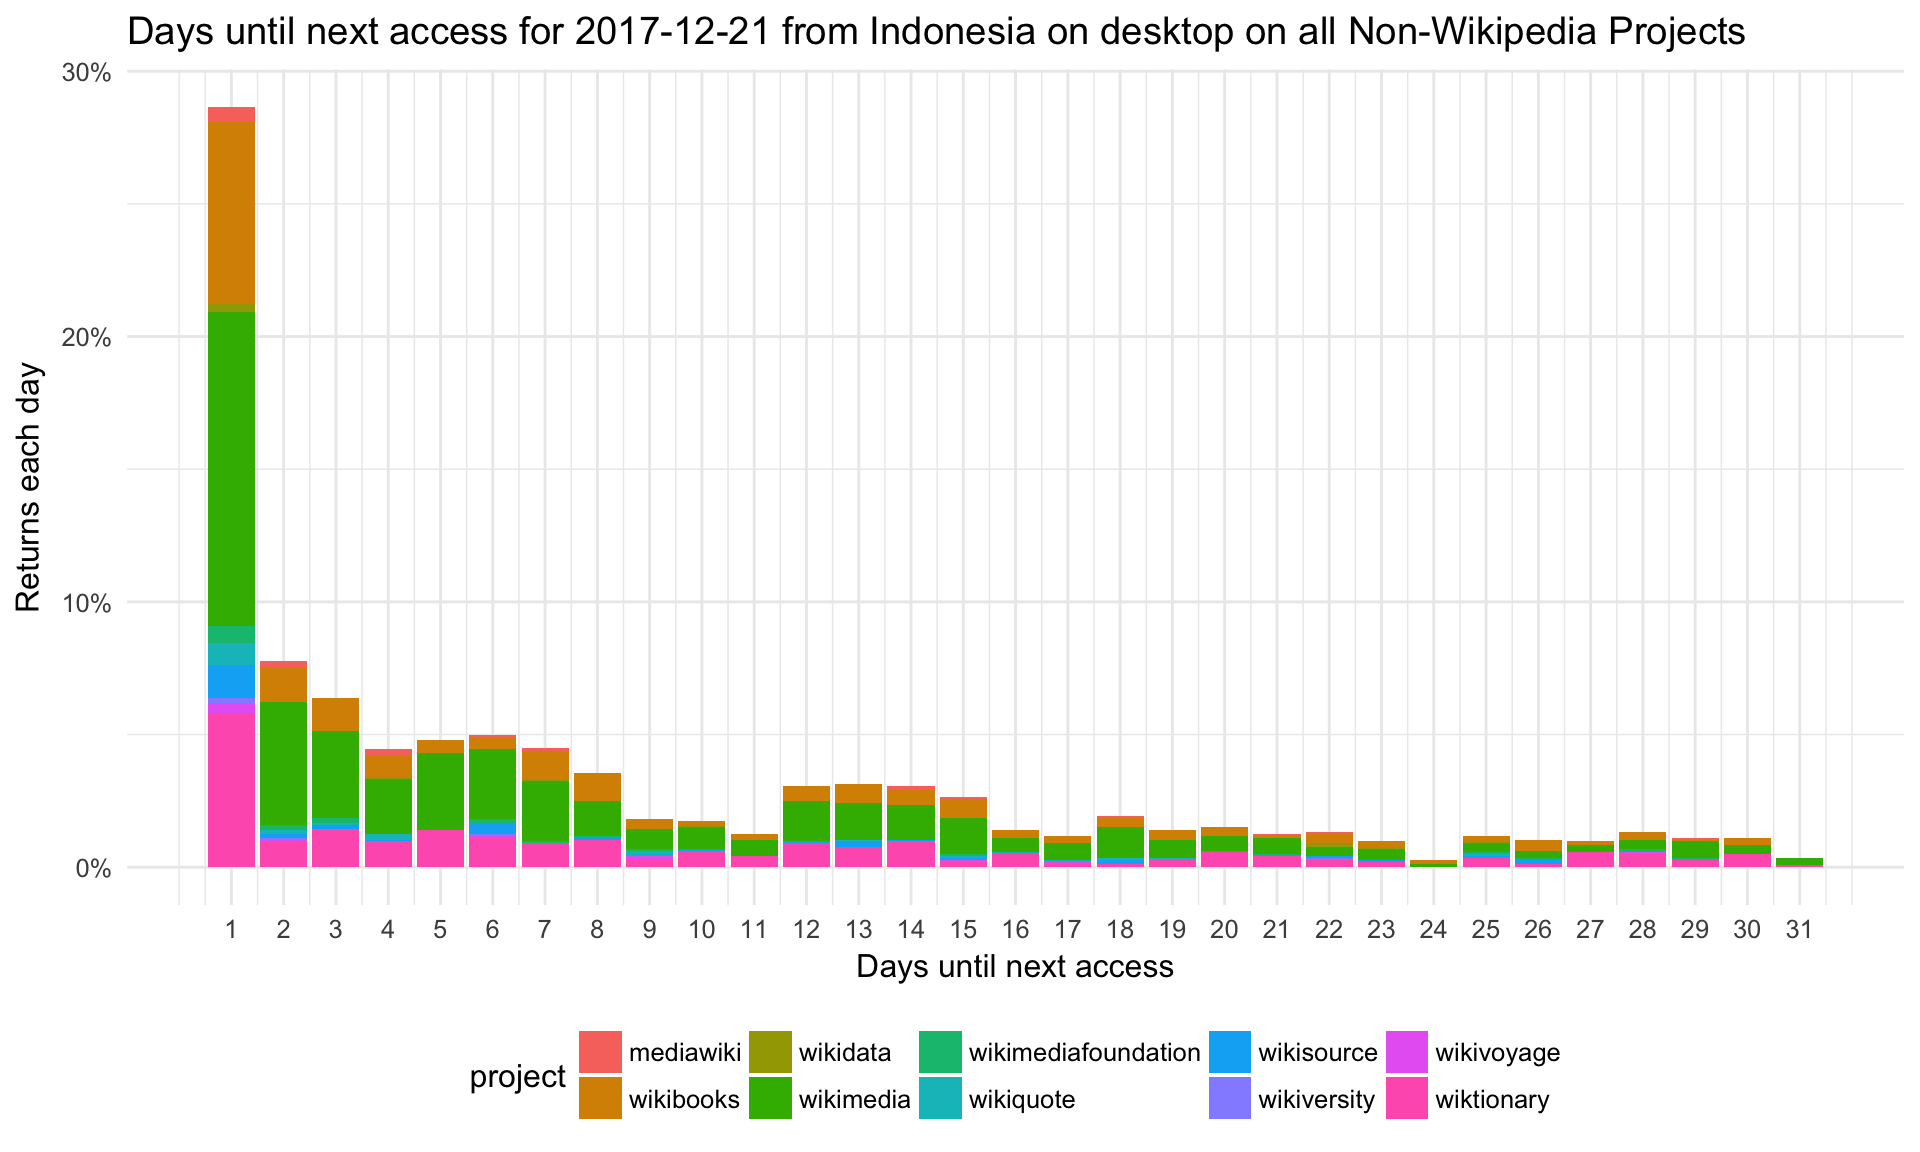 Days until next access for 2017-12-21 from Indonesia on desktop on all Non-Wikipedia Projects
30%
20%
10%
0%
Returns each day
1 2 3 4 5 6 7 8 9 10 11 12 13 14 15 16 17 18 19 20 21 22 23 24 25 26 27 28 29 30 31
Days until next access
project
mediawiki wikidata wikimediafoundation wikisource wikivoyage
wikibooks wikimedia wikiquote wikiversity wiktionary